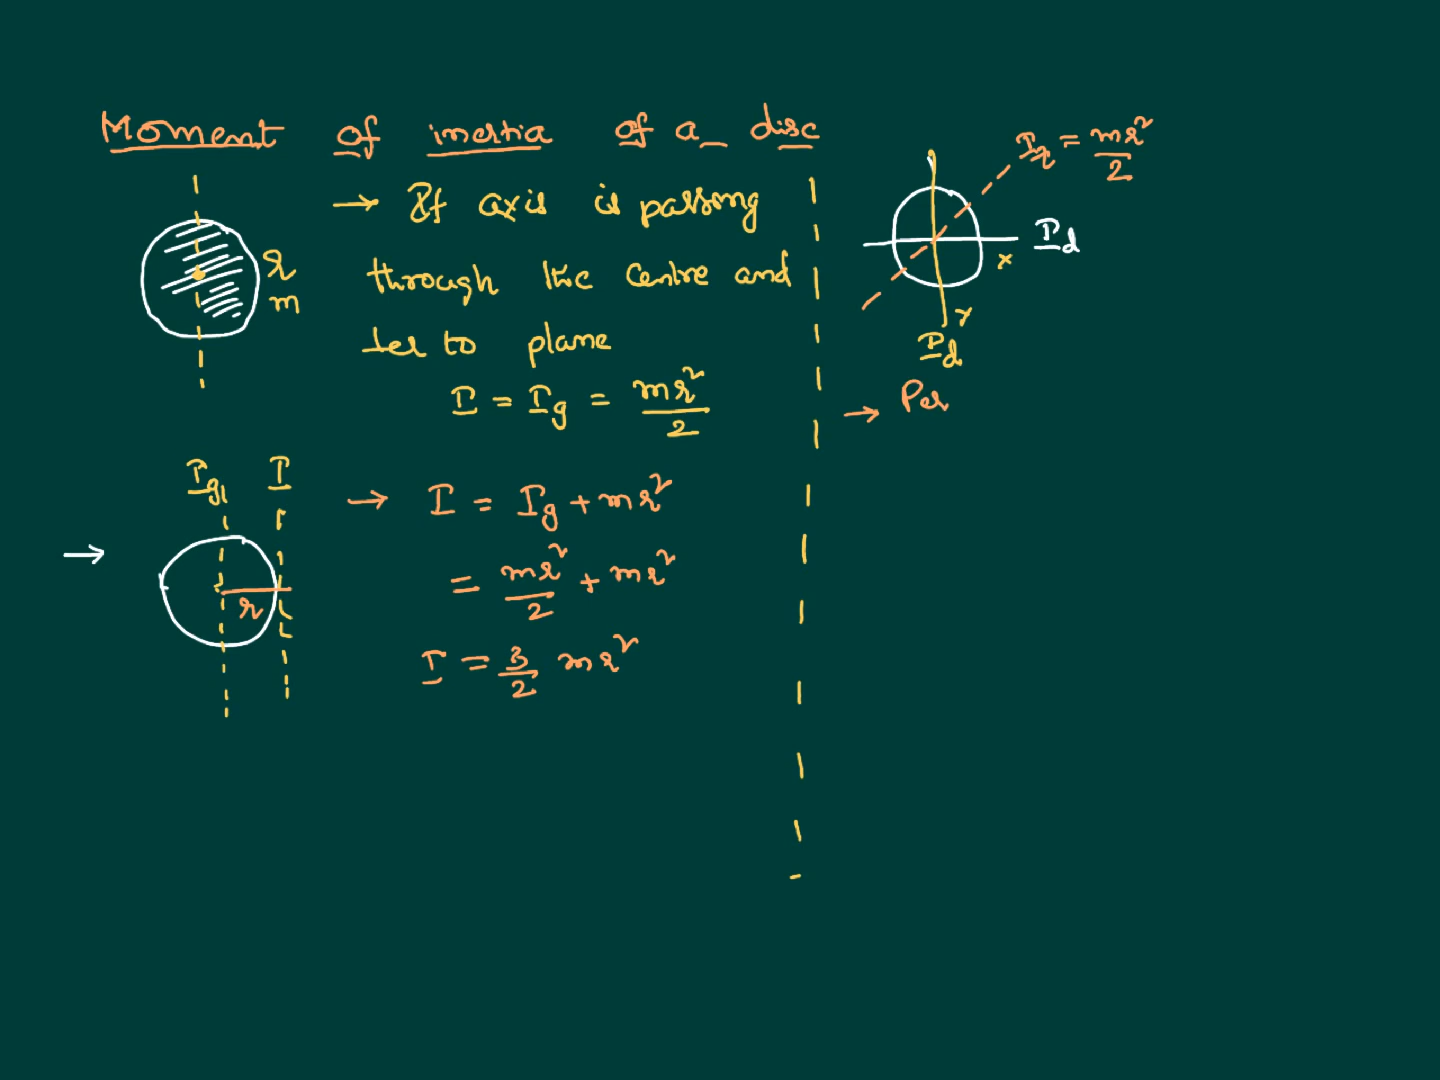 Moment of inertia of a disc
→ If axis is passing
through the centre and
⊥er to plane
r
m
I = Ig = mr²/2
Ig
I
r
→ I = Ig + mr²
= mr²/2 + mr²
I = 3/2 mr²
Iz = mr²/2
Id
x
Y
Id
→ Per